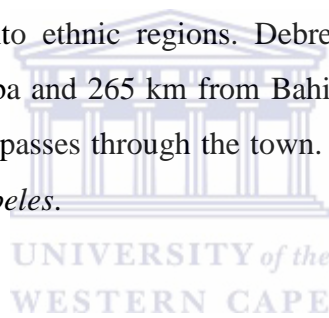 nto ethnic regions. Debre
ba and 265 km from Bahi
passes through the town.
beles.
UNIVERSITY of the
WESTERN CAPE